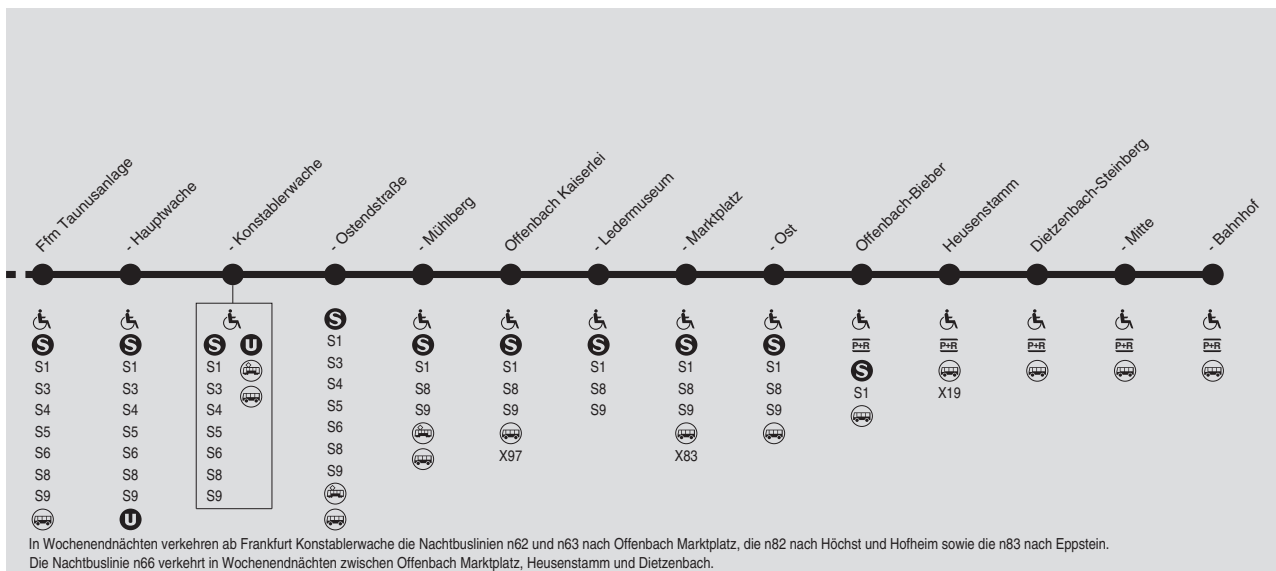 Ffm Taunusanlage
- Hauptwache
- Konstablerwache
- Ostendstraße
- Mühlberg
Offenbach Kaiserlei
- Ledermuseum
- Marktplatz
- Ost
Offenbach-Bieber
Heusenstamm
Dietzenbach-Steinberg
- Mitte
- Bahnhof
S
S1
S3
S4
S5
S6
S8
S9
S
S1
S3
S4
S5
S6
S8
S9
U
S U
S1
S3
S4
S5
S6
S8
S9
S
S1
S3
S4
S5
S6
S8
S9
S
S1
S8
S9
S
S1
S8
S9
X97
S
S1
S8
S9
S
S1
S8
S9
X83
S
S1
S8
S9
P+R
S
S1
P+R
X19
P+R
P+R
P+R
In Wochenendnächten verkehren ab Frankfurt Konstablerwache die Nachtbuslinien n62 und n63 nach Offenbach Marktplatz, die n82 nach Höchst und Hofheim sowie die n83 nach Eppstein.
Die Nachtbuslinie n66 verkehrt in Wochenendnächten zwischen Offenbach Marktplatz, Heusenstamm und Dietzenbach.